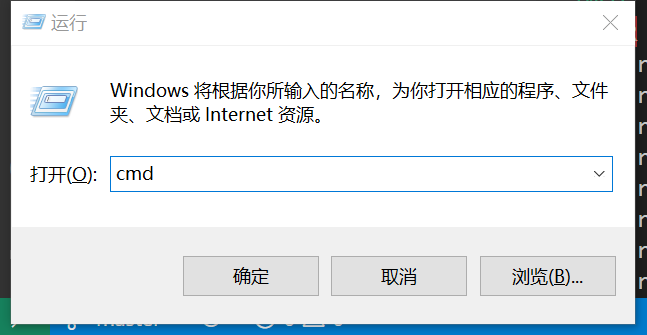 运行
Windows 将根据你所输入的名称，为你打开相应的程序、文件
夹、文档或 Internet 资源。
打开(O):
cmd
确定
取消
浏览(B)...